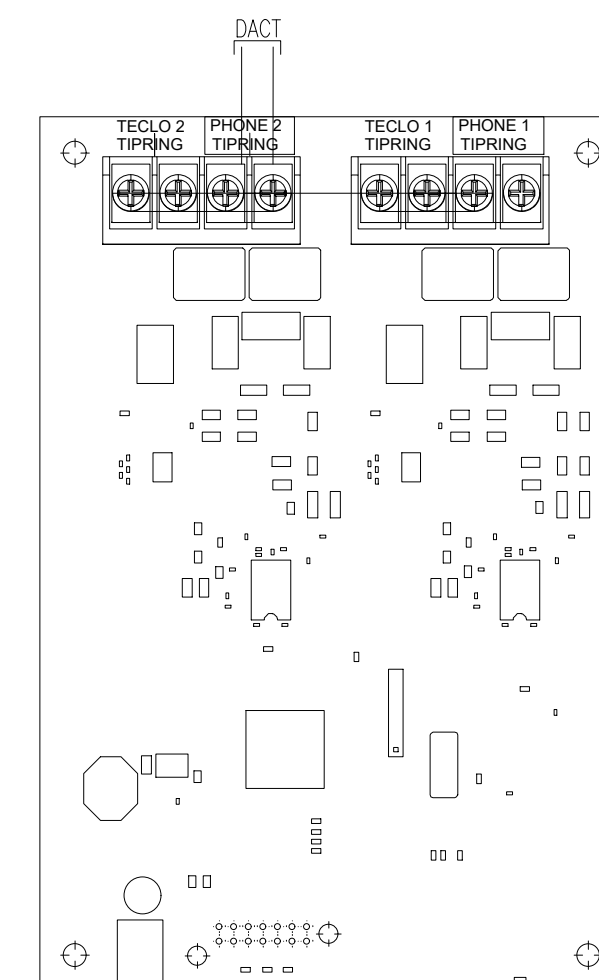 DACT
TECLO 2
TIPRING
PHONE 2
TIPRING
TECLO 1
TIPRING
PHONE 1
TIPRING